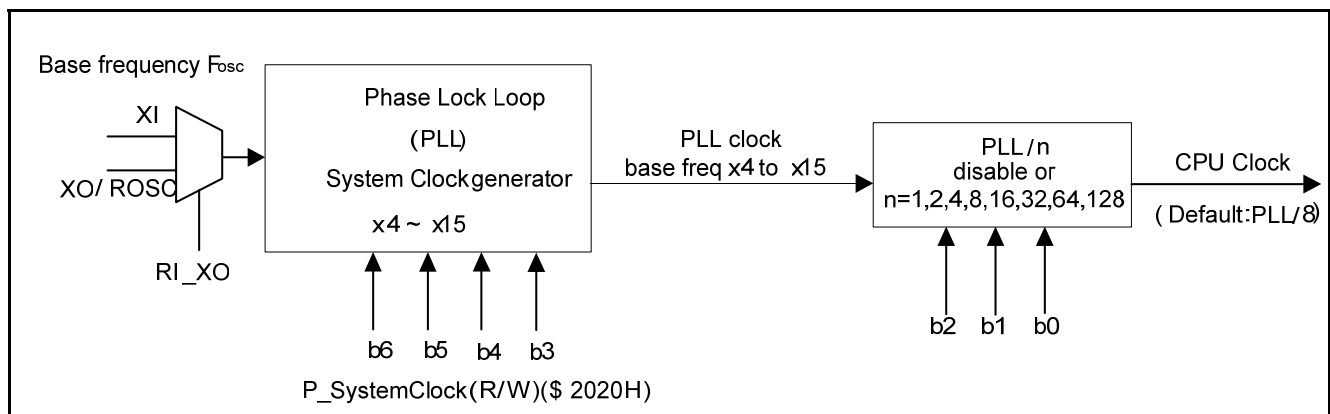 Base frequency Fosc
XI
XO/ ROSC
RI_XO
Phase Lock Loop
(PLL)
System Clock generator
x4 ~ x15
b6 b5 b4 b3
P_SystemClock(R/W)($ 2020H)
PLL clock
base freq x4 to x15
PLL/n
disable or
n=1,2,4,8,16,32,64,128
b2 b1 b0
CPU Clock
( Default:PLL/8)